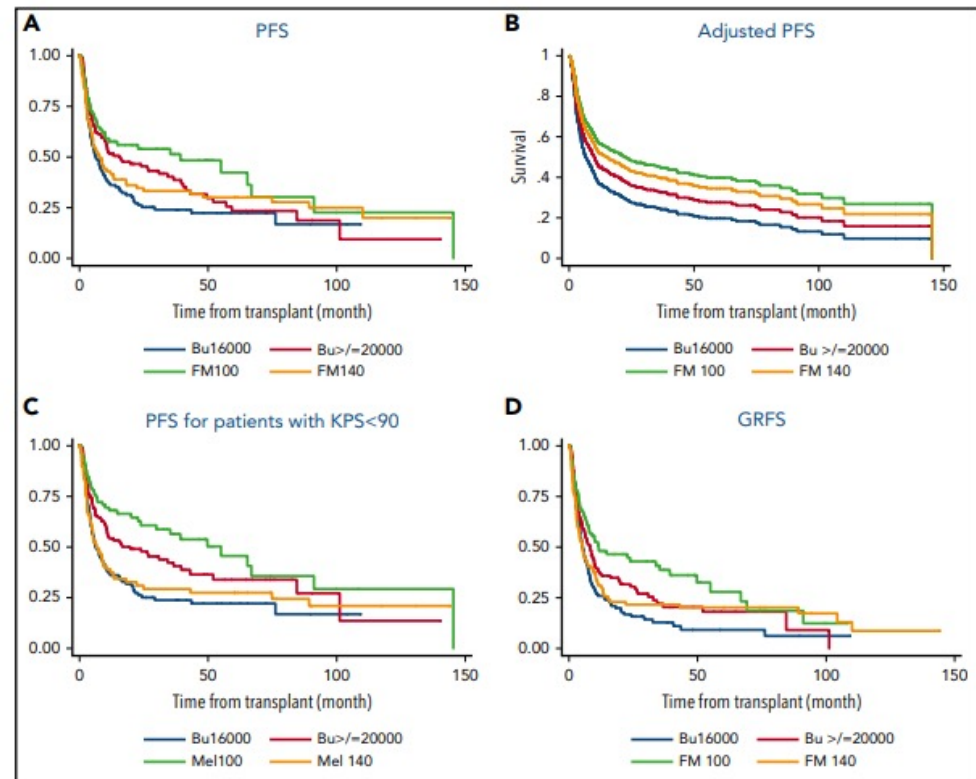 A
PFS
1.00
0.75
0.50
0.25
0.00
0
50
100
150
Time from transplant (month)
Bu16000
Bu>/=20000
FM100
FM140
B
Adjusted PFS
Survival
1
.8
.6
.4
.2
0
0
50
100
150
Time from transplant (month)
Bu16000
Bu >/=20000
FM 100
FM 140
C
PFS for patients with KPS<90
1.00
0.75
0.50
0.25
0.00
0
50
100
150
Time from transplant (month)
Bu16000
Bu>/=20000
Mel100
Mel 140
D
GRFS
1.00
0.75
0.50
0.25
0.00
0
50
100
150
Time from transplant (month)
Bu16000
Bu >/=20000
FM 100
FM 140